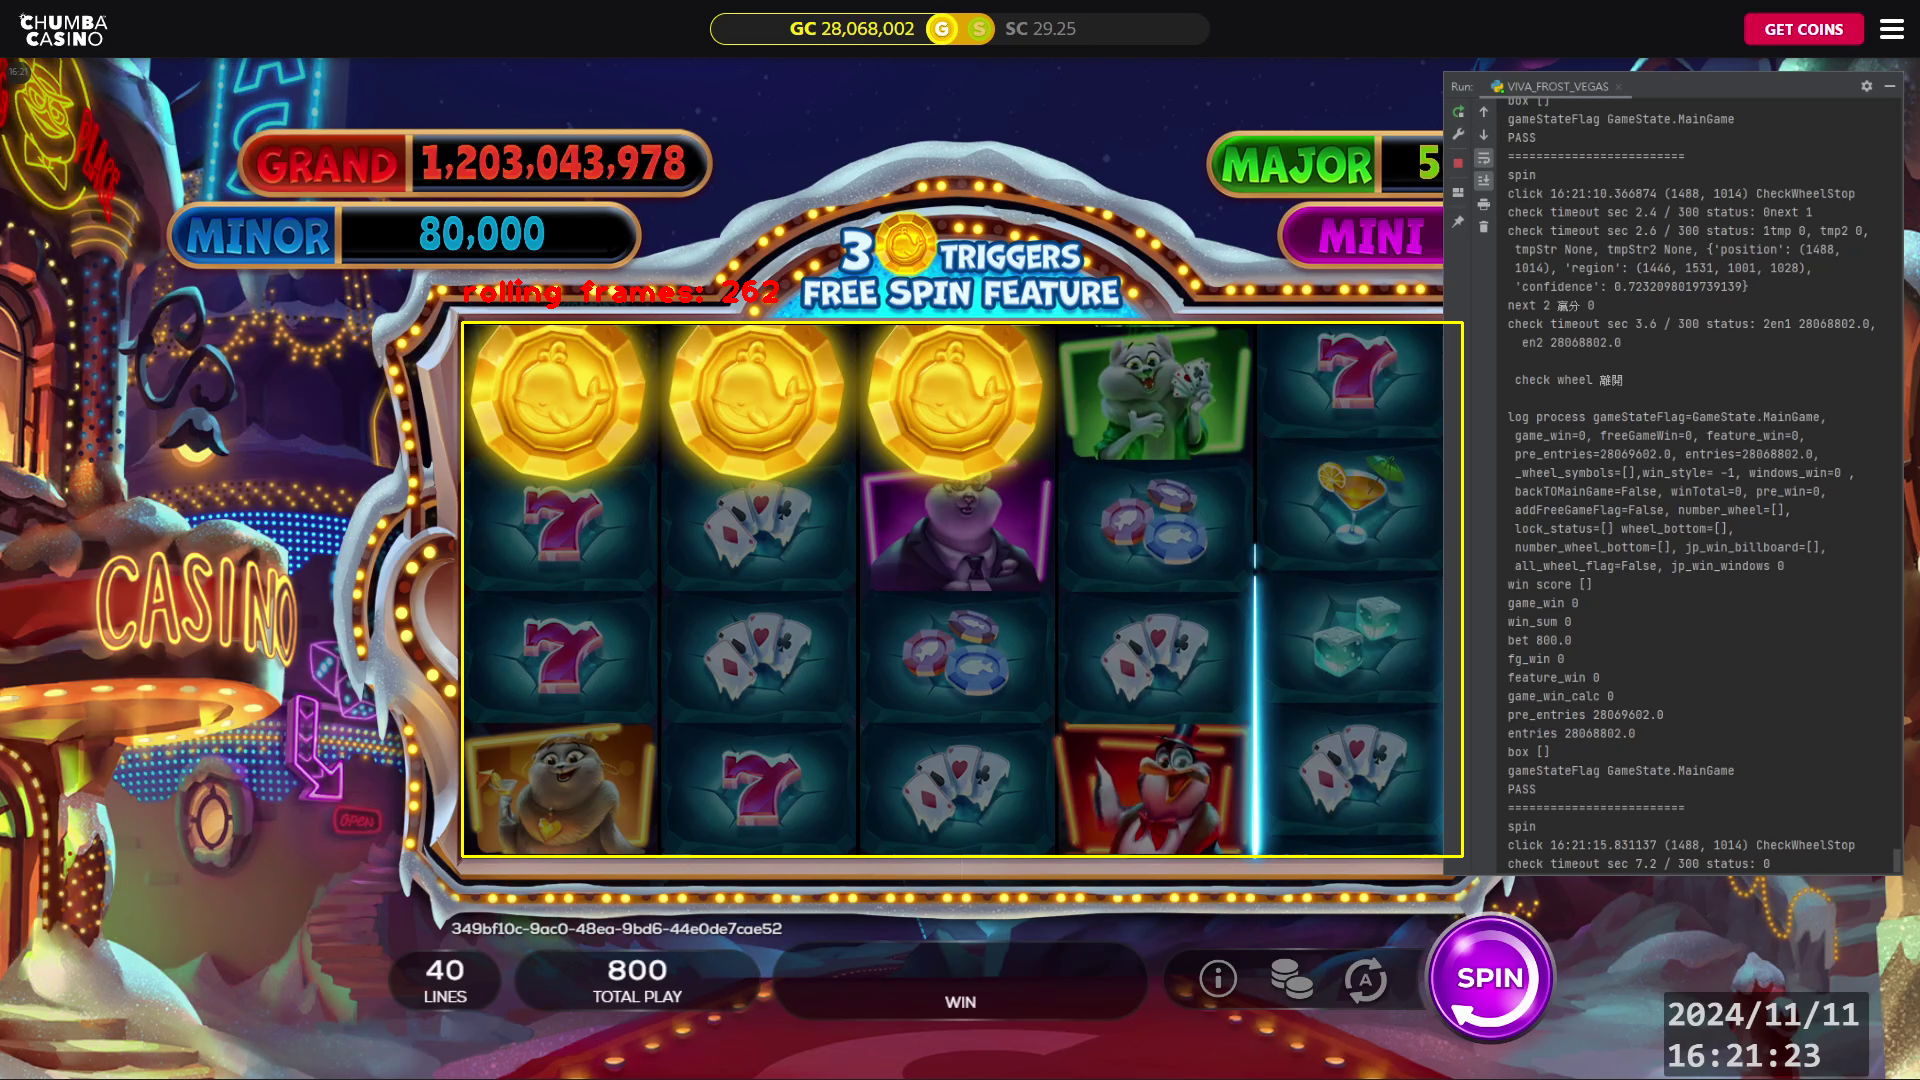 CHUMBA
CASINO
GC 28,068,002
G
S
SC 29.25
GET COINS
16:21
PLACE
GRAND 1,203,043,978
MAJOR 5
MINOR 80,000
MINI
3 TRIGGERS
FREE SPIN FEATURE
rolling frames: 262
CASINO
OPEN
349bf10c-9ac0-48ea-9bd6-44e0de7cae52
40
LINES
800
TOTAL PLAY
WIN
SPIN
2024/11/11
16:21:23
Run: VIVA_FROST_VEGAS
box []
gameStateFlag GameState.MainGame
PASS
=========================
spin
click 16:21:10.366874 (1488, 1014) CheckWheelStop
check timeout sec 2.4 / 300 status: 0next 1
check timeout sec 2.6 / 300 status: 1tmp 0, tmp2 0,
tmpStr None, tmpStr2 None, {'position': (1488,
1014), 'region': (1446, 1531, 1001, 1028),
'confidence': 0.7232098019739139}
next 2 贏分 0
check timeout sec 3.6 / 300 status: 2en1 28068802.0,
en2 28068802.0
check wheel 離開
log process gameStateFlag=GameState.MainGame,
game_win=0, freeGameWin=0, feature_win=0,
pre_entries=28069602.0, entries=28068802.0,
_wheel_symbols=[],win_style= -1, windows_win=0 ,
backTOMainGame=False, winTotal=0, pre_win=0,
addFreeGameFlag=False, number_wheel=[],
lock_status=[] wheel_bottom=[],
number_wheel_bottom=[], jp_win_billboard=[],
all_wheel_flag=False, jp_win_windows 0
win score []
game_win 0
win_sum 0
bet 800.0
fg_win 0
feature_win 0
game_win_calc 0
pre_entries 28069602.0
entries 28068802.0
box []
gameStateFlag GameState.MainGame
PASS
=========================
spin
click 16:21:15.831137 (1488, 1014) CheckWheelStop
check timeout sec 7.2 / 300 status: 0